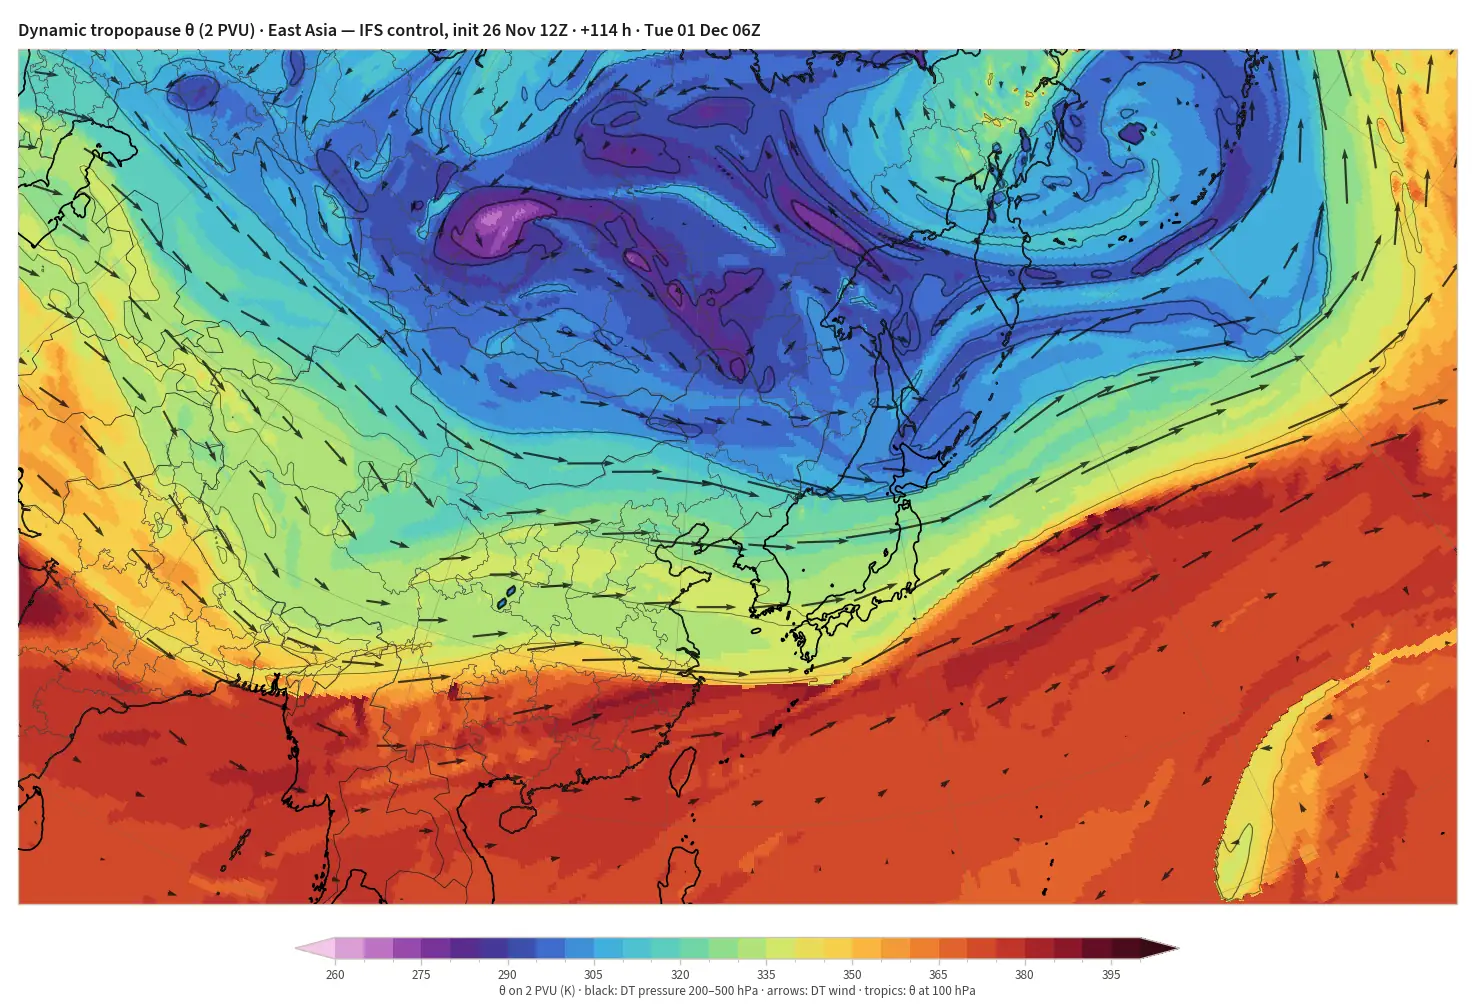 Dynamic tropopause θ (2 PVU) · East Asia — IFS control, init 26 Nov 12Z · +114 h · Tue 01 Dec 06Z
260 275 290 305 320 335 350 365 380 395
θ on 2 PVU (K) · black: DT pressure 200–500 hPa · arrows: DT wind · tropics: θ at 100 hPa